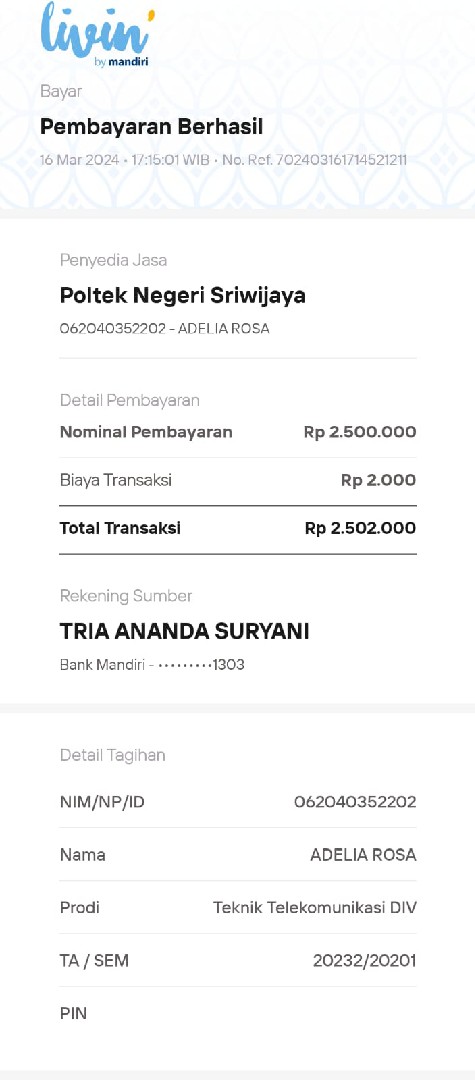 livin'
by mandiri
Bayar
Pembayaran Berhasil
16 Mar 2024 • 17:15:01 WIB • No. Ref. 702403161714521211
Penyedia Jasa
Poltek Negeri Sriwijaya
062040352202 - ADELIA ROSA
Detail Pembayaran
Nominal Pembayaran Rp 2.500.000
Biaya Transaksi Rp 2.000
Total Transaksi Rp 2.502.000
Rekening Sumber
TRIA ANANDA SURYANI
Bank Mandiri - •••••••••1303
Detail Tagihan
NIM/NP/ID 062040352202
Nama ADELIA ROSA
Prodi Teknik Telekomunikasi DIV
TA / SEM 20232/20201
PIN